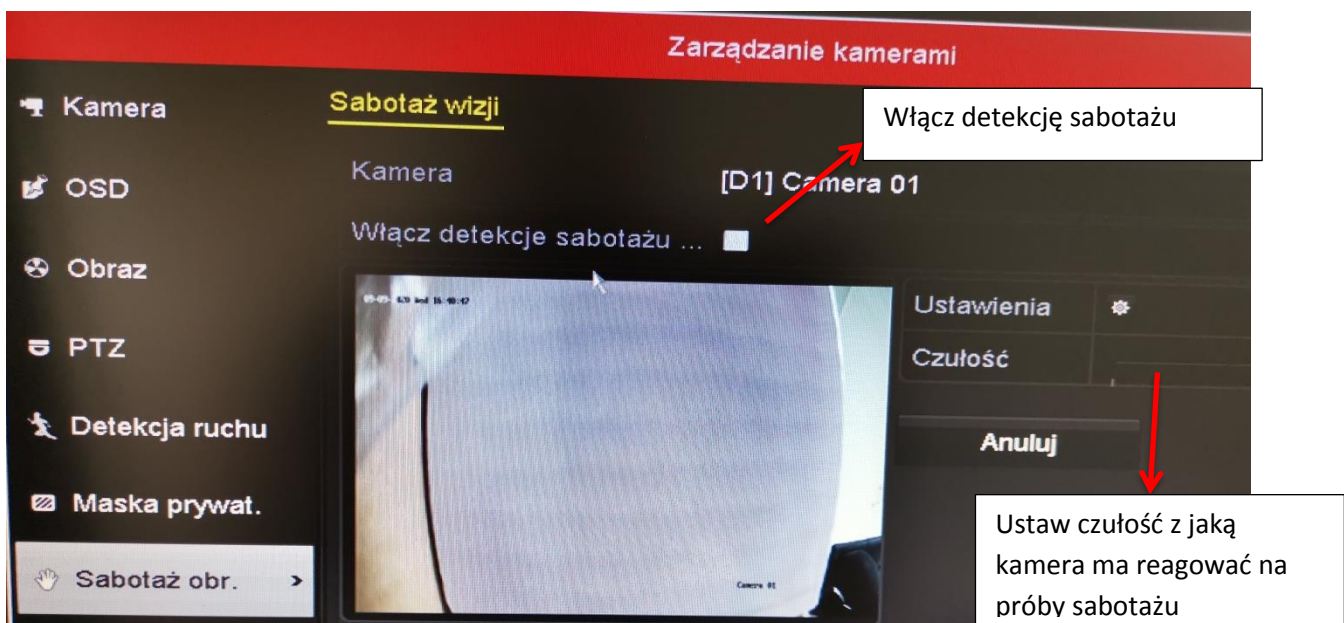 Zarządzanie kamerami
Kamera
OSD
Obraz
PTZ
Detekcja ruchu
Maska prywat.
Sabotaż obr. >
Sabotaż wizji
Kamera [D1] Camera 01
Włącz detekcje sabotażu ...
Camera 01
Ustawienia
Czułość
Anuluj
Włącz detekcję sabotażu
Ustaw czułość z jaką
kamera ma reagować na
próby sabotażu